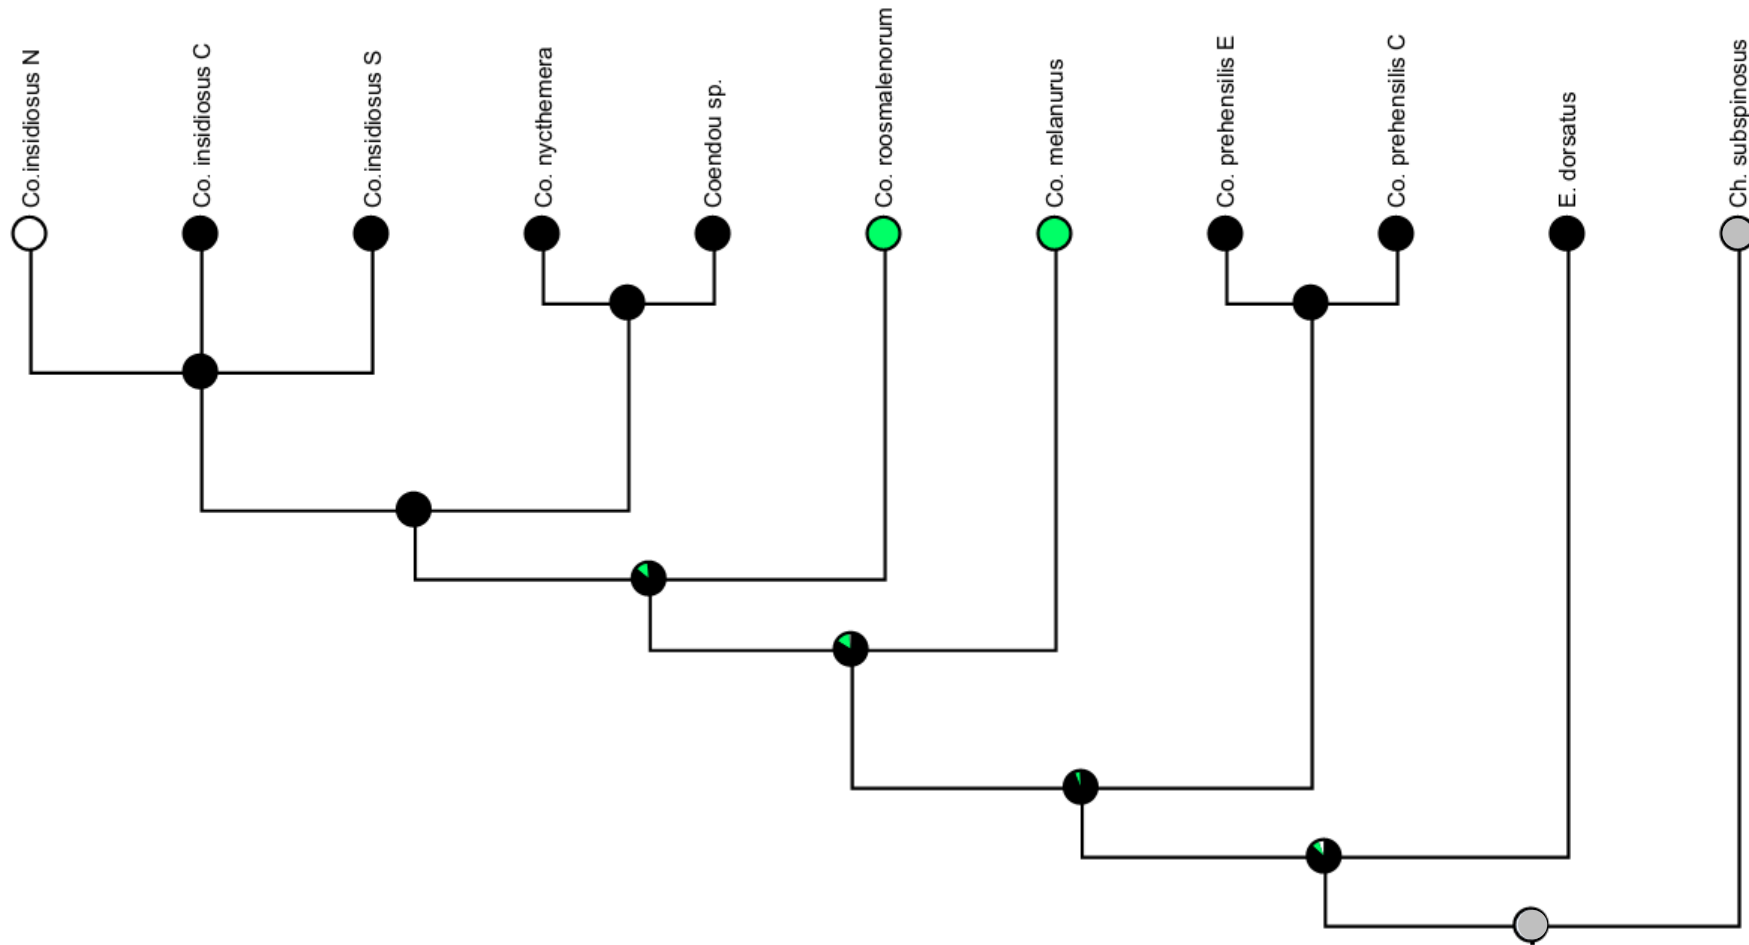 Co.insidiosus N
Co. insidiosus C
Co.insidiosus S
Co. nycthemera
Coendou sp.
Co. roosmalenorum
Co. melanurus
Co. prehensilis E
Co. prehensilis C
E. dorsatus
Ch. subspinosus